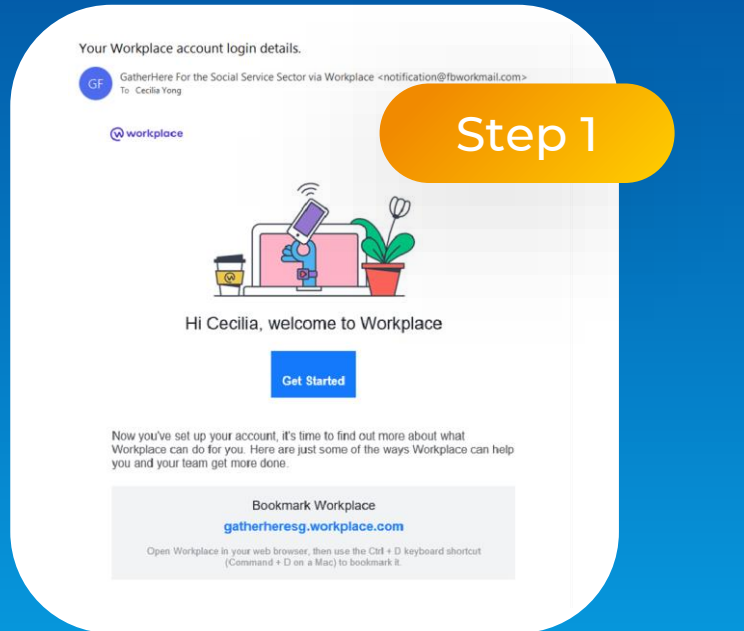 Your Workplace account login details.
GF
GatherHere For the Social Service Sector via Workplace <notification@fbworkmail.com>
To Cecilia Yong
Step 1
workplace
Hi Cecilia, welcome to Workplace
Get Started
Now you've set up your account, it's time to find out more about what
Workplace can do for you. Here are just some of the ways Workplace can help
you and your team get more done.
Bookmark Workplace
gatherheresg.workplace.com
Open Workplace in your web browser, then use the Ctrl + D keyboard shortcut
(Command + D on a Mac) to bookmark it.